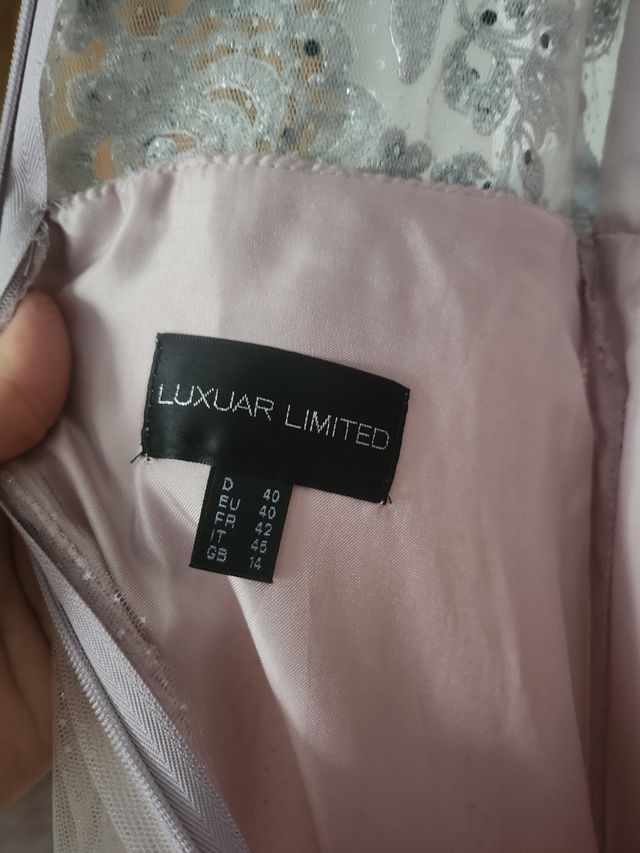 LUXUAR LIMITED
D 40
EU 40
FR 42
IT 46
GB 14